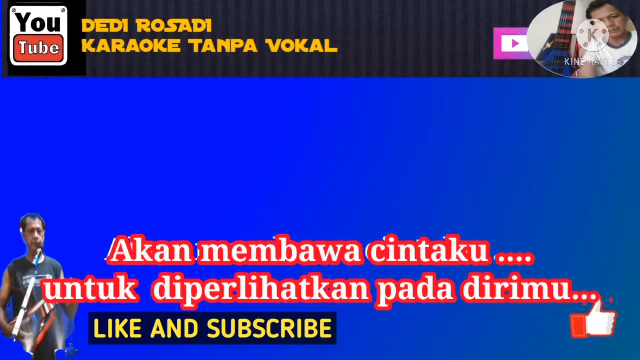 You
Tube
DEDI ROSADI
KARAOKE TANPA VOKAL
Akan membawa cintaku ....
untuk diperlihatkan pada dirimu...
LIKE AND SUBSCRIBE